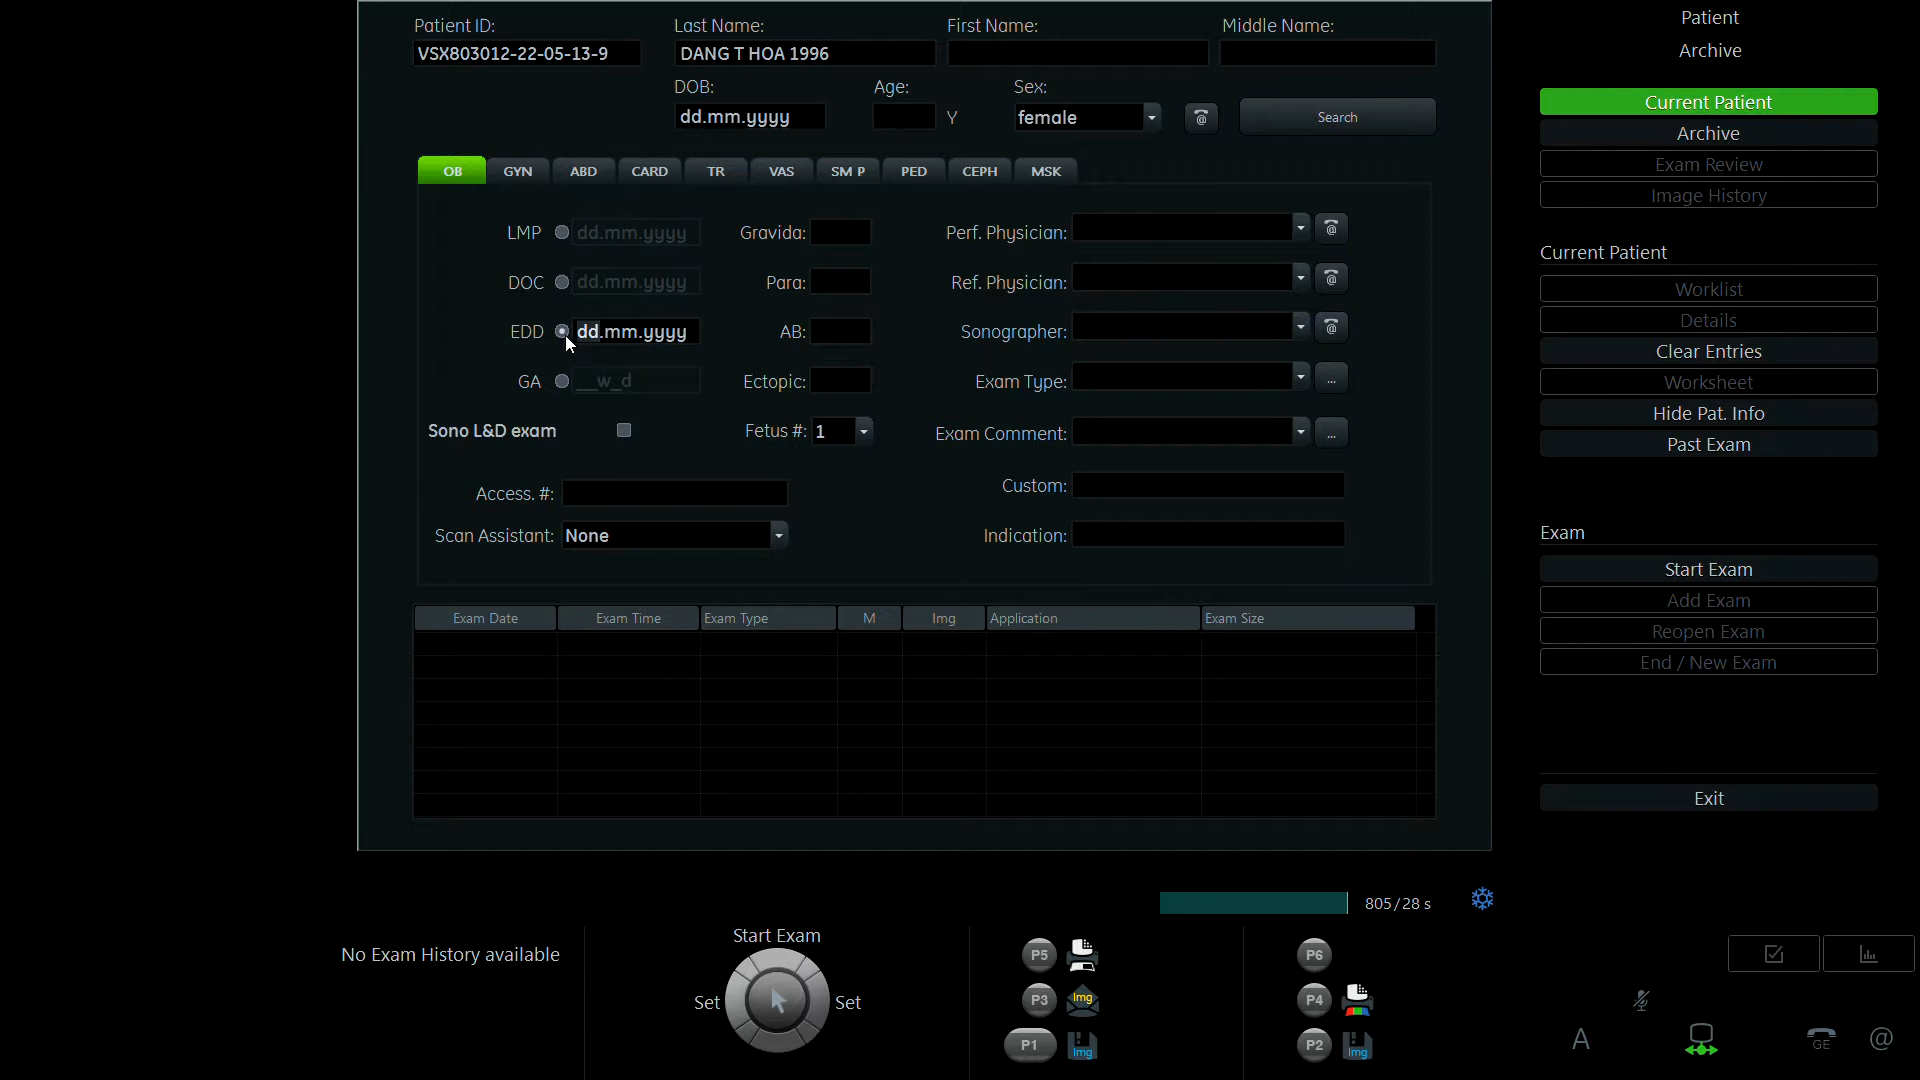 Patient ID: Last Name: First Name: Middle Name:
VSX803012-22-05-13-9 DANG T HOA 1996
DOB: Age: Sex:
dd.mm.yyyy Y female @ Search
OB GYN ABD CARD TR VAS SM P PED CEPH MSK
LMP dd.mm.yyyy Gravida: Perf. Physician: @
DOC dd.mm.yyyy Para: Ref. Physician: @
EDD dd.mm.yyyy AB: Sonographer: @
GA __w_d Ectopic: Exam Type: ...
Sono L&D exam Fetus #: 1 Exam Comment: ...
Access. #: Custom:
Scan Assistant: None Indication:
Exam Date Exam Time Exam Type M Img Application Exam Size
Patient
Archive
Current Patient
Archive
Exam Review
Image History
Current Patient
Worklist
Details
Clear Entries
Worksheet
Hide Pat. Info
Past Exam
Exam
Start Exam
Add Exam
Reopen Exam
End / New Exam
Exit
805/28 s
No Exam History available
Start Exam
Set Set
P5
P3 Img
P1 Img
P6
P4
P2 Img
A GE @